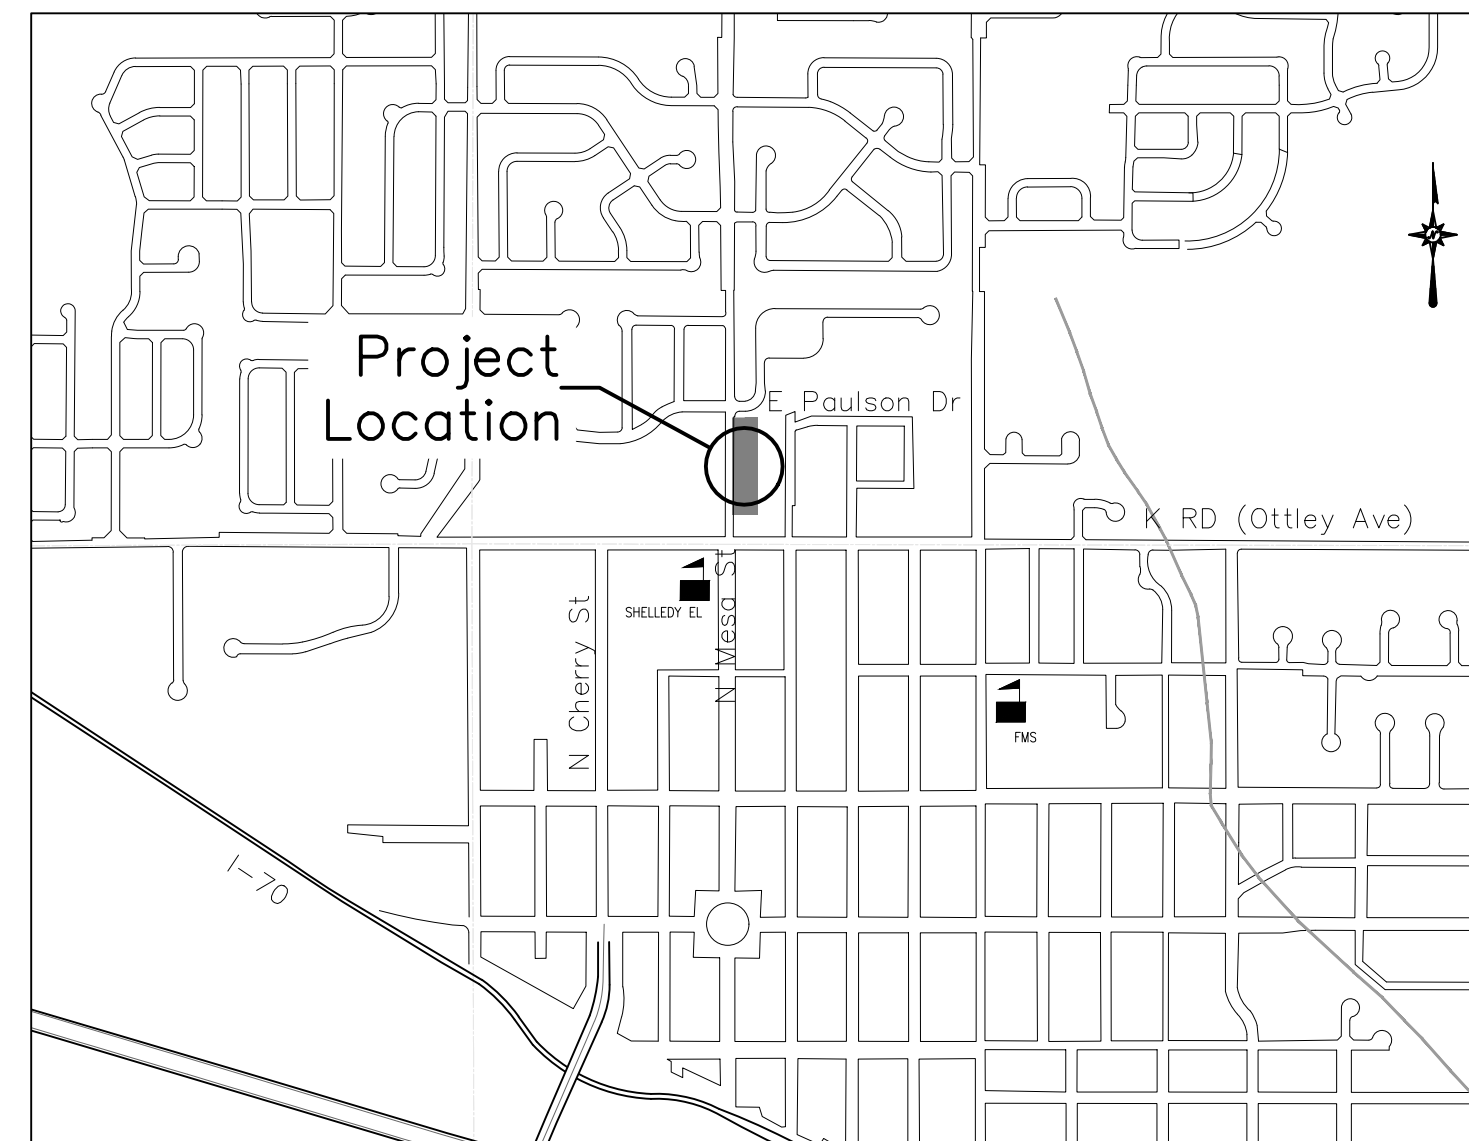 Project
Location
E Paulson Dr
K RD (Ottley Ave)
SHELLEDY EL
N Mesa St
N Cherry St
FMS
I-70
N